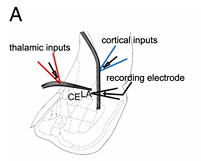 A
cortical inputs
thalamic inputs
recording electrode
CE LA